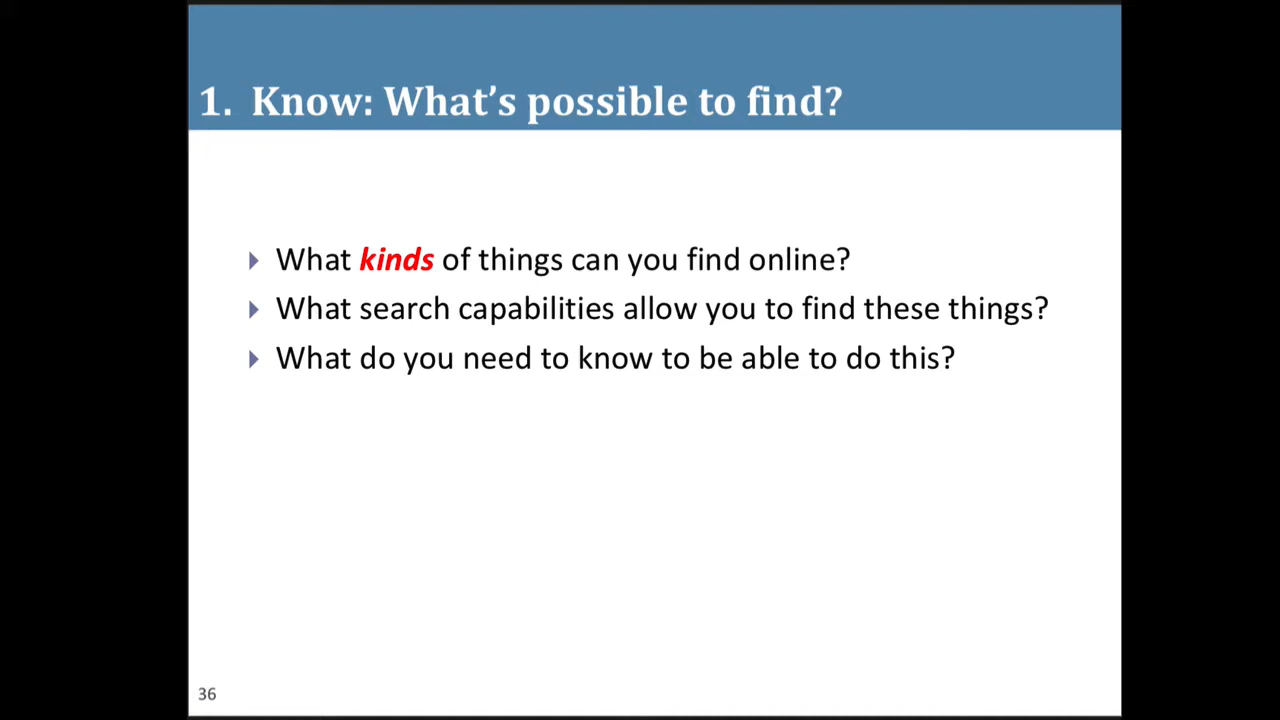 1. Know: What's possible to find?
What kinds of things can you find online?
What search capabilities allow you to find these things?
What do you need to know to be able to do this?
36